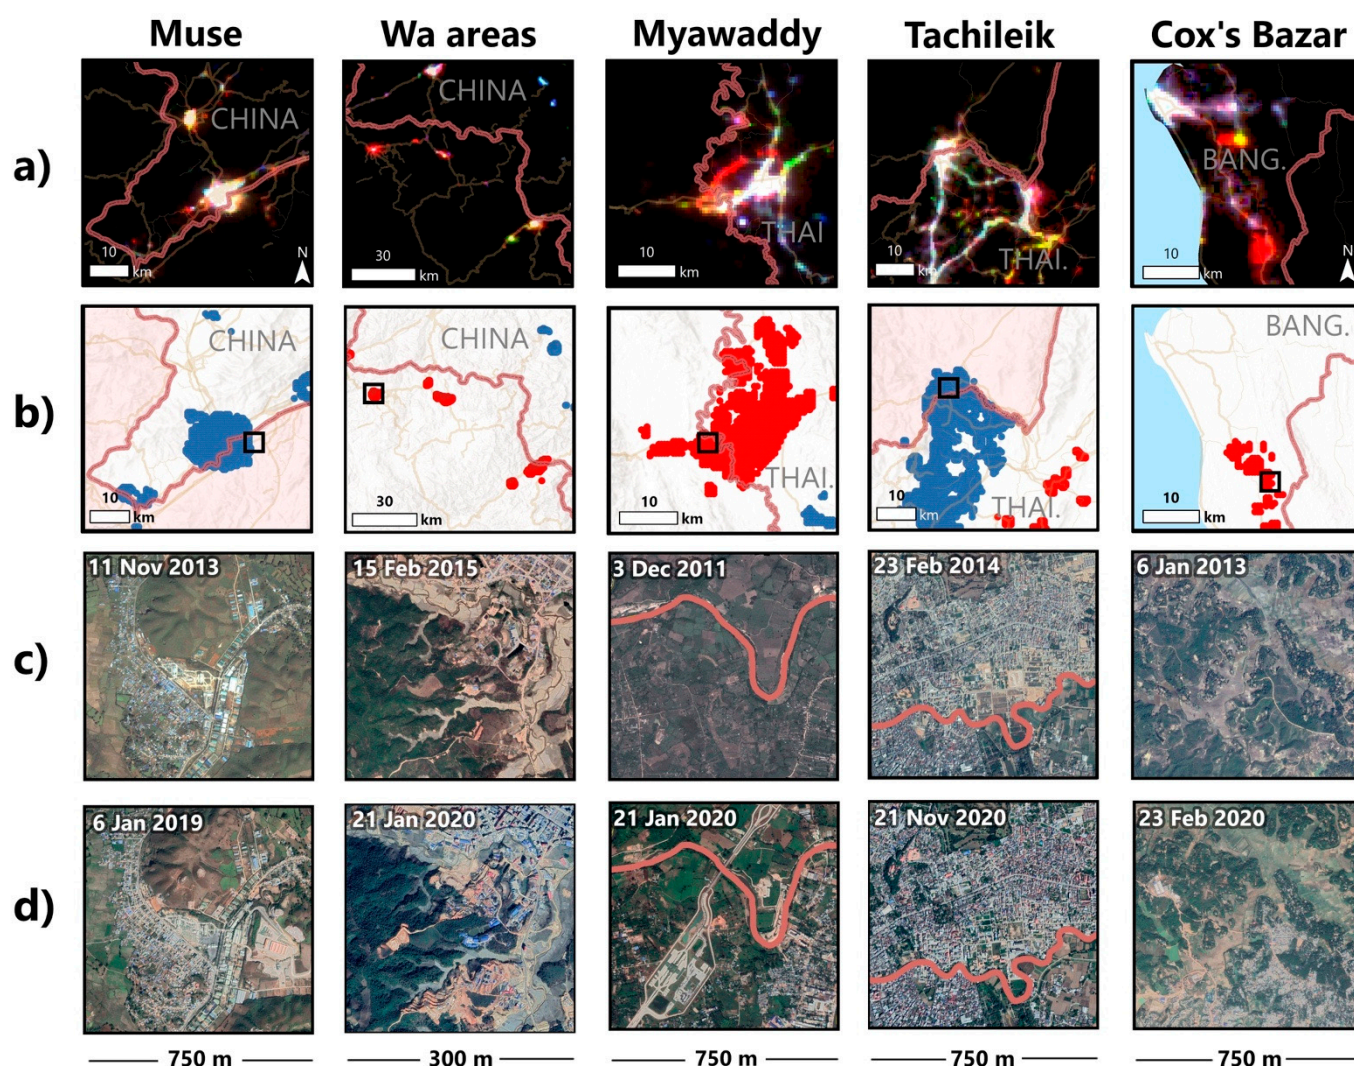 Muse
Wa areas
Myawaddy
Tachileik
Cox's Bazar
a)
CHINA
10
km
N
CHINA
30
km
THAI
10
km
THAI.
10
km
BANG.
10
km
N
b)
CHINA
10
km
CHINA
30
km
THAI.
10
km
THAI.
10
km
BANG.
10
km
c)
11 Nov 2013
15 Feb 2015
3 Dec 2011
23 Feb 2014
6 Jan 2013
d)
6 Jan 2019
21 Jan 2020
21 Jan 2020
21 Nov 2020
23 Feb 2020
750 m
300 m
750 m
750 m
750 m